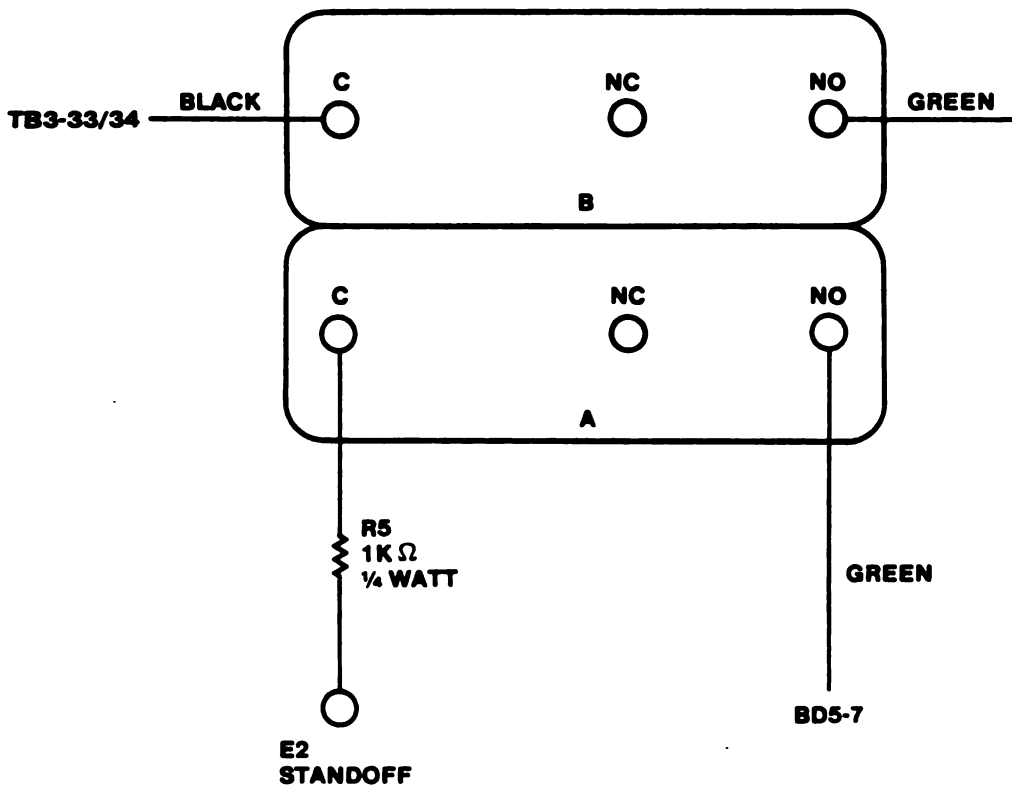 C
NC
NO
TB3-33/34
BLACK
GREEN
B
C
NC
NO
A
R5
1K Ω
¼ WATT
GREEN
BD5-7
E2
STANDOFF